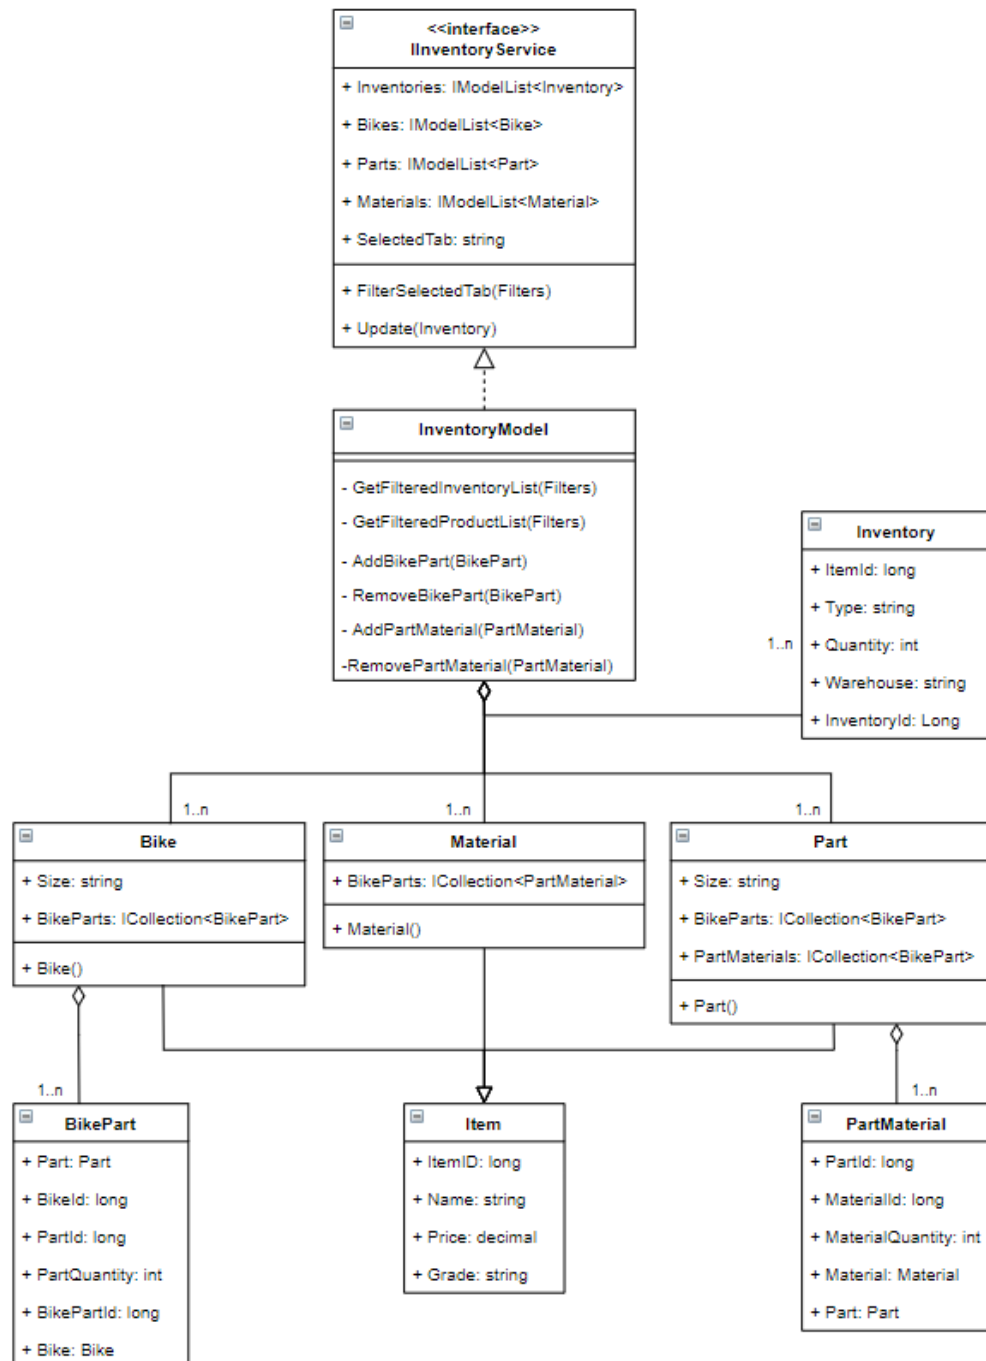 <<interface>>
IInventoryService
+ Inventories: IModelList<Inventory>
+ Bikes: IModelList<Bike>
+ Parts: IModelList<Part>
+ Materials: IModelList<Material>
+ SelectedTab: string
+ FilterSelectedTab(Filters)
+ Update(Inventory)
InventoryModel
- GetFilteredInventoryList(Filters)
- GetFilteredProductList(Filters)
- AddBikePart(BikePart)
- RemoveBikePart(BikePart)
- AddPartMaterial(PartMaterial)
-RemovePartMaterial(PartMaterial)
Inventory
+ ItemId: long
+ Type: string
1..n
+ Quantity: int
+ Warehouse: string
+ InventoryId: Long
1..n
1..n
1..n
Bike
+ Size: string
+ BikeParts: ICollection<BikePart>
+ Bike()
Material
+ BikeParts: ICollection<PartMaterial>
+ Material()
Part
+ Size: string
+ BikeParts: ICollection<BikePart>
+ PartMaterials: ICollection<BikePart>
+ Part()
1..n
1..n
BikePart
+ Part: Part
+ BikeId: long
+ PartId: long
+ PartQuantity: int
+ BikePartId: long
+ Bike: Bike
Item
+ ItemID: long
+ Name: string
+ Price: decimal
+ Grade: string
PartMaterial
+ PartId: long
+ MaterialId: long
+ MaterialQuantity: int
+ Material: Material
+ Part: Part